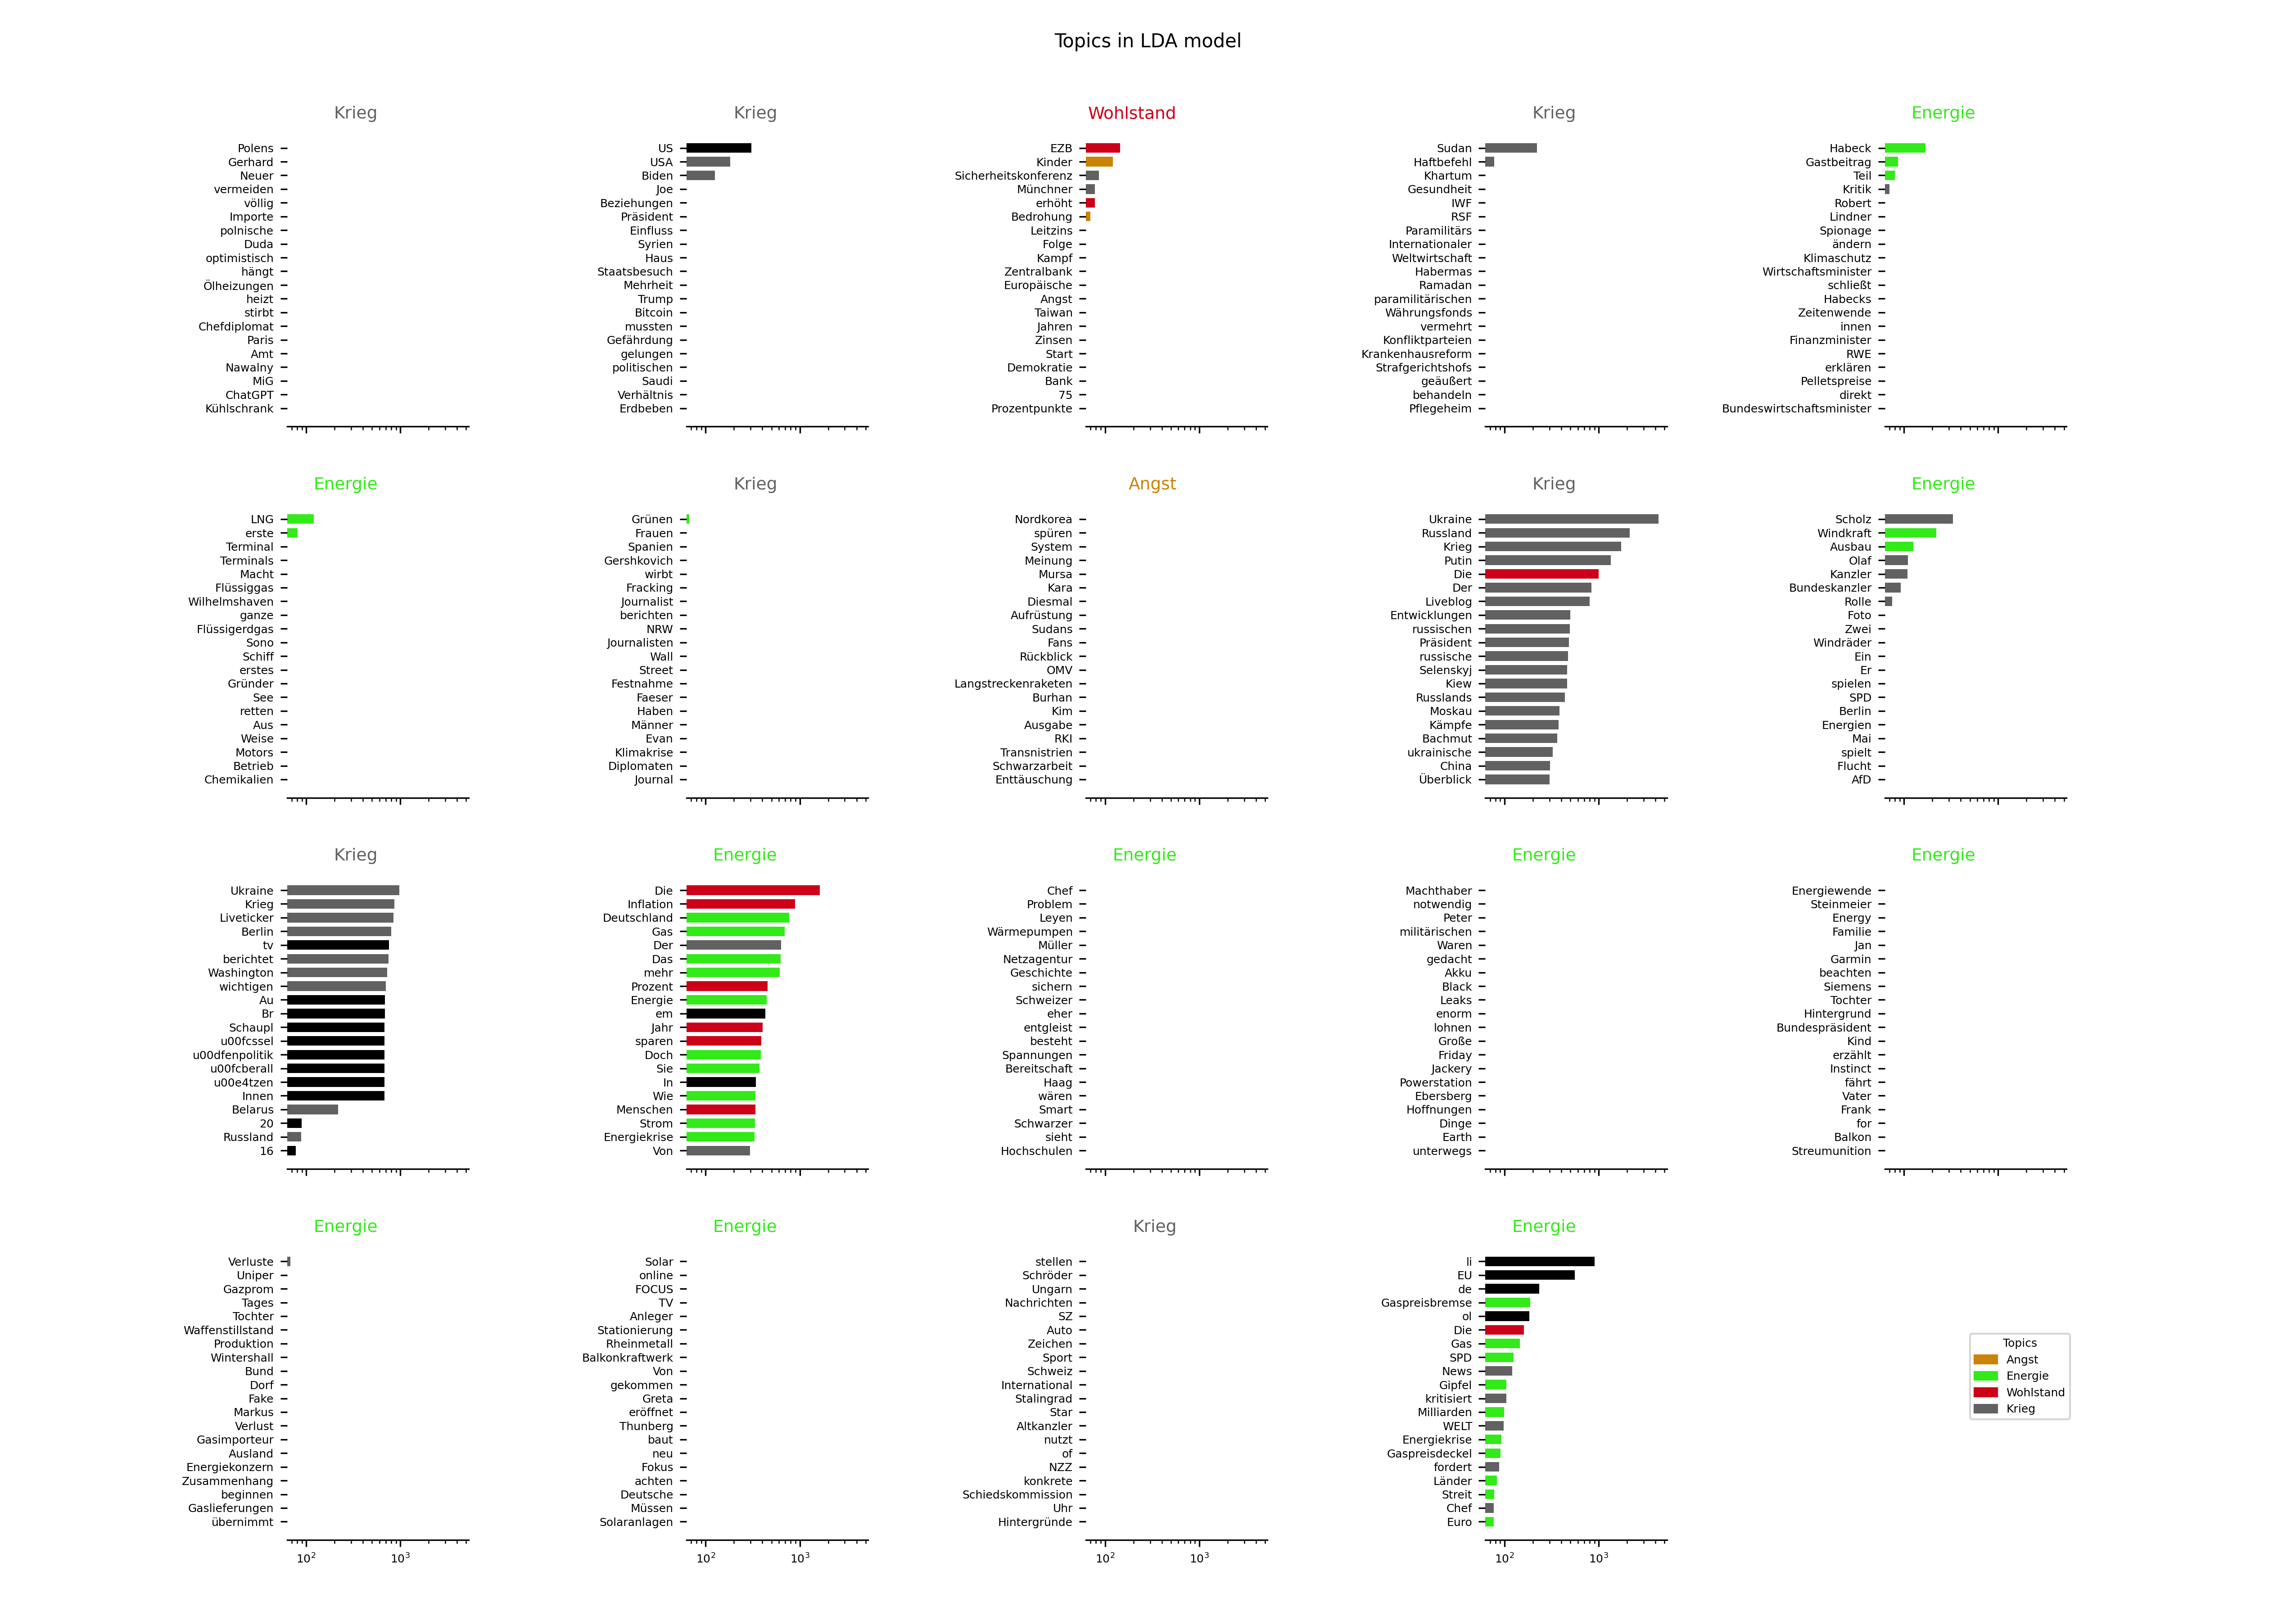 Topics in LDA model
Krieg
Polens
Gerhard
Neuer
vermeiden
völlig
Importe
polnische
Duda
optimistisch
hängt
Ölheizungen
heizt
stirbt
Chefdiplomat
Paris
Amt
Nawalny
MiG
ChatGPT
Kühlschrank
Krieg
US
USA
Biden
Joe
Beziehungen
Präsident
Einfluss
Syrien
Haus
Staatsbesuch
Mehrheit
Trump
Bitcoin
mussten
Gefährdung
gelungen
politischen
Saudi
Verhältnis
Erdbeben
Wohlstand
EZB
Kinder
Sicherheitskonferenz
Münchner
erhöht
Bedrohung
Leitzins
Folge
Kampf
Zentralbank
Europäische
Angst
Taiwan
Jahren
Zinsen
Start
Demokratie
Bank
75
Prozentpunkte
Krieg
Sudan
Haftbefehl
Khartum
Gesundheit
IWF
RSF
Paramilitärs
Internationaler
Weltwirtschaft
Habermas
Ramadan
paramilitärischen
Währungsfonds
vermehrt
Konfliktparteien
Krankenhausreform
Strafgerichtshofs
geäußert
behandeln
Pflegeheim
Energie
Habeck
Gastbeitrag
Teil
Kritik
Robert
Lindner
Spionage
ändern
Klimaschutz
Wirtschaftsminister
schließt
Habecks
Zeitenwende
innen
Finanzminister
RWE
erklären
Pelletspreise
direkt
Bundeswirtschaftsminister
Energie
LNG
erste
Terminal
Terminals
Macht
Flüssiggas
Wilhelmshaven
ganze
Flüssigerdgas
Sono
Schiff
erstes
Gründer
See
retten
Aus
Weise
Motors
Betrieb
Chemikalien
Krieg
Grünen
Frauen
Spanien
Gershkovich
wirbt
Fracking
Journalist
berichten
NRW
Journalisten
Wall
Street
Festnahme
Faeser
Haben
Männer
Evan
Klimakrise
Diplomaten
Journal
Angst
Nordkorea
spüren
System
Meinung
Mursa
Kara
Diesmal
Aufrüstung
Sudans
Fans
Rückblick
OMV
Langstreckenraketen
Burhan
Kim
Ausgabe
RKI
Transnistrien
Schwarzarbeit
Enttäuschung
Krieg
Ukraine
Russland
Krieg
Putin
Die
Der
Liveblog
Entwicklungen
russischen
Präsident
russische
Selenskyj
Kiew
Russlands
Moskau
Kämpfe
Bachmut
ukrainische
China
Überblick
Energie
Scholz
Windkraft
Ausbau
Olaf
Kanzler
Bundeskanzler
Rolle
Foto
Zwei
Windräder
Ein
Er
spielen
SPD
Berlin
Energien
Mai
spielt
Flucht
AfD
Krieg
Ukraine
Krieg
Liveticker
Berlin
tv
berichtet
Washington
wichtigen
Au
Br
Schaupl
u00fcssel
u00dfenpolitik
u00fcberall
u00e4tzen
Innen
Belarus
20
Russland
16
Energie
Die
Inflation
Deutschland
Gas
Der
Das
mehr
Prozent
Energie
em
Jahr
sparen
Doch
Sie
In
Wie
Menschen
Strom
Energiekrise
Von
Energie
Chef
Problem
Leyen
Wärmepumpen
Müller
Netzagentur
Geschichte
sichern
Schweizer
eher
entgleist
besteht
Spannungen
Bereitschaft
Haag
wären
Smart
Schwarzer
sieht
Hochschulen
Energie
Machthaber
notwendig
Peter
militärischen
Waren
gedacht
Akku
Black
Leaks
enorm
lohnen
Große
Friday
Jackery
Powerstation
Ebersberg
Hoffnungen
Dinge
Earth
unterwegs
Energie
Energiewende
Steinmeier
Energy
Familie
Jan
Garmin
beachten
Siemens
Tochter
Hintergrund
Bundespräsident
Kind
erzählt
Instinct
fährt
Vater
Frank
for
Balkon
Streumunition
Energie
Verluste
Uniper
Gazprom
Tages
Tochter
Waffenstillstand
Produktion
Wintershall
Bund
Dorf
Fake
Markus
Verlust
Gasimporteur
Ausland
Energiekonzern
Zusammenhang
beginnen
Gaslieferungen
übernimmt
10²
10³
Energie
Solar
online
FOCUS
TV
Anleger
Stationierung
Rheinmetall
Balkonkraftwerk
Von
gekommen
Greta
eröffnet
Thunberg
baut
neu
Fokus
achten
Deutsche
Müssen
Solaranlagen
10²
10³
Krieg
stellen
Schröder
Ungarn
Nachrichten
SZ
Auto
Zeichen
Sport
Schweiz
International
Stalingrad
Star
Altkanzler
nutzt
of
NZZ
konkrete
Schiedskommission
Uhr
Hintergründe
10²
10³
Energie
li
EU
de
Gaspreisbremse
ol
Die
Gas
SPD
News
Gipfel
kritisiert
Milliarden
WELT
Energiekrise
Gaspreisdeckel
fordert
Länder
Streit
Chef
Euro
10²
10³
Topics
Angst
Energie
Wohlstand
Krieg